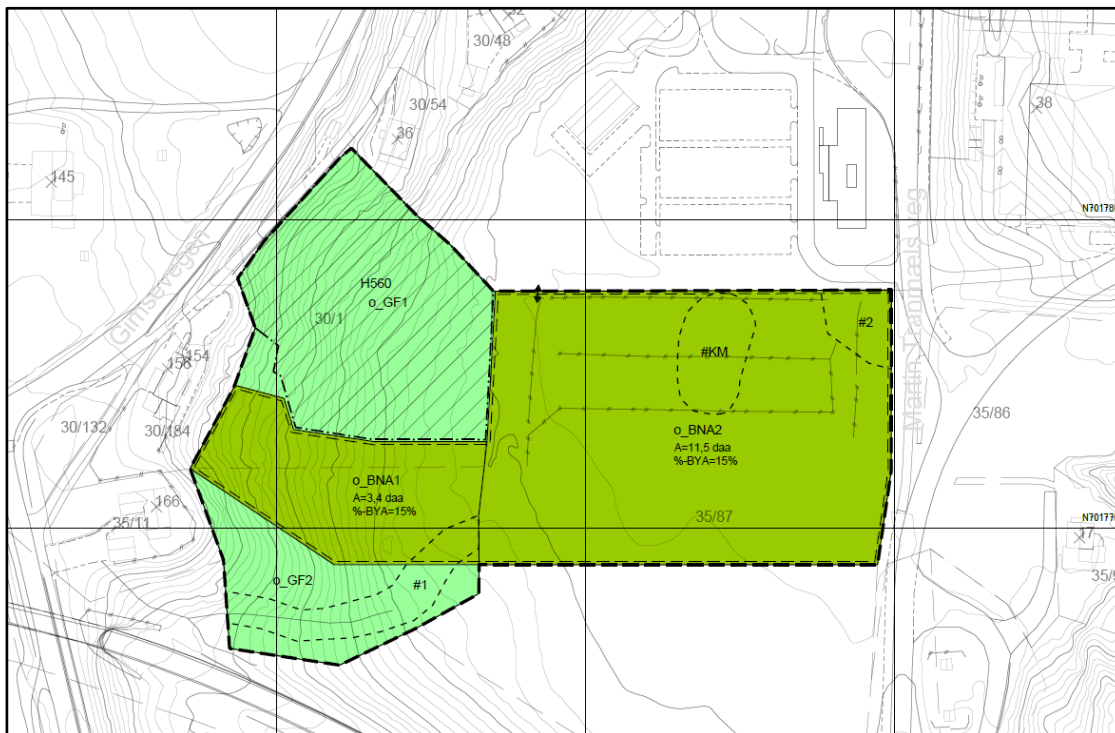 30/48
32
30/54
36
38
145
N70178
Gimsevegen
H560
o_GF1
30/1
#KM
#2
154
156
Martin Tranmels veg
35/86
30/132
30/184
o_BNA2
A=11,5 daa
%-BYA=15%
o_BNA1
A=3,4 daa
%-BYA=15%
166
35/11
35/87
N70177
17
o_GF2
#1